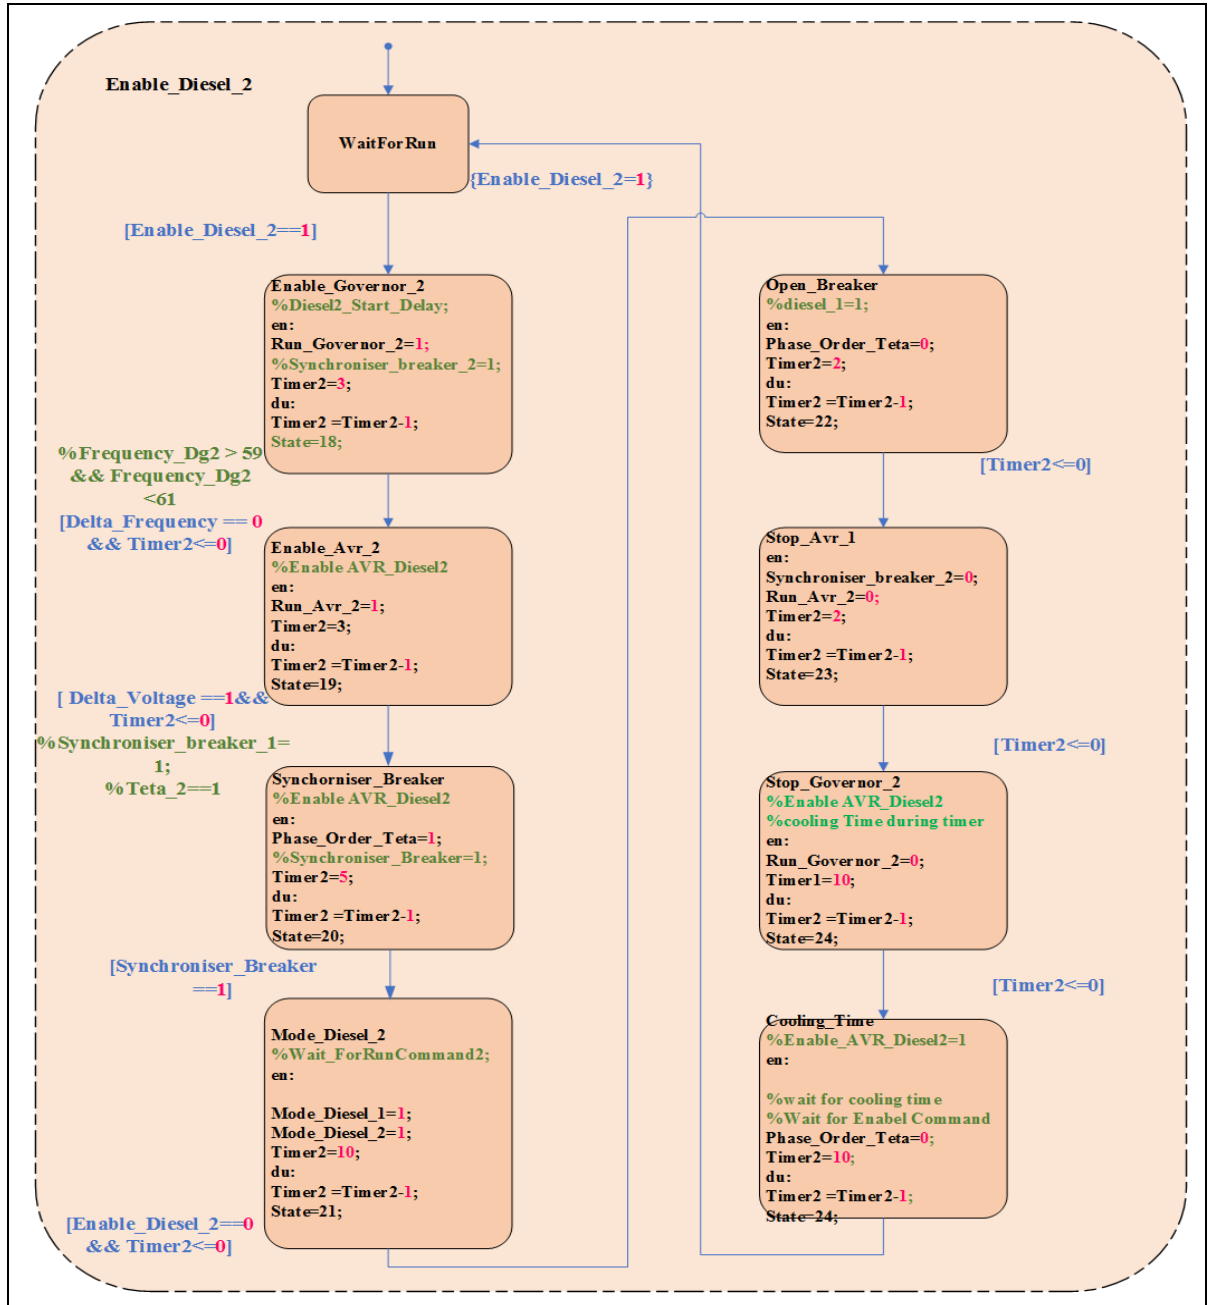 Enable_Diesel_2
WaitForRun
{Enable_Diesel_2=1}
[Enable_Diesel_2==1]
Enable_Governor_2
%Diesel2_Start_Delay;
en:
Run_Governor_2=1;
%Synchroniser_breaker_2=1;
Timer2=3;
du:
Timer2 =Timer2-1;
State=18;
%Frequency_Dg2 > 59
&& Frequency_Dg2
<61
[Delta_Frequency == 0
&& Timer2<=0]
Enable_Avr_2
%Enable AVR_Diesel2
en:
Run_Avr_2=1;
Timer2=3;
du:
Timer2 =Timer2-1;
State=19;
[ Delta_Voltage ==1&&
Timer2<=0]
%Synchroniser_breaker_1=
1;
%Teta_2==1
Synchorniser_Breaker
%Enable AVR_Diesel2
en:
Phase_Order_Teta=1;
%Synchroniser_Breaker=1;
Timer2=5;
du:
Timer2 =Timer2-1;
State=20;
[Synchroniser_Breaker
==1]
Mode_Diesel_2
%Wait_ForRunCommand2;
en:
Mode_Diesel_1=1;
Mode_Diesel_2=1;
Timer2=10;
du:
Timer2 =Timer2-1;
State=21;
[Enable_Diesel_2==0
&& Timer2<=0]
Open_Breaker
%diesel_1=1;
en:
Phase_Order_Teta=0;
Timer2=2;
du:
Timer2 =Timer2-1;
State=22;
[Timer2<=0]
Stop_Avr_1
en:
Synchroniser_breaker_2=0;
Run_Avr_2=0;
Timer2=2;
du:
Timer2 =Timer2-1;
State=23;
[Timer2<=0]
Stop_Governor_2
%Enable AVR_Diesel2
%cooling Time during timer
en:
Run_Governor_2=0;
Timer1=10;
du:
Timer2 =Timer2-1;
State=24;
[Timer2<=0]
Cooling_Time
%Enable_AVR_Diesel2=1
en:
%wait for cooling time
%Wait for Enabel Command
Phase_Order_Teta=0;
Timer2=10;
du:
Timer2 =Timer2-1;
State=24;